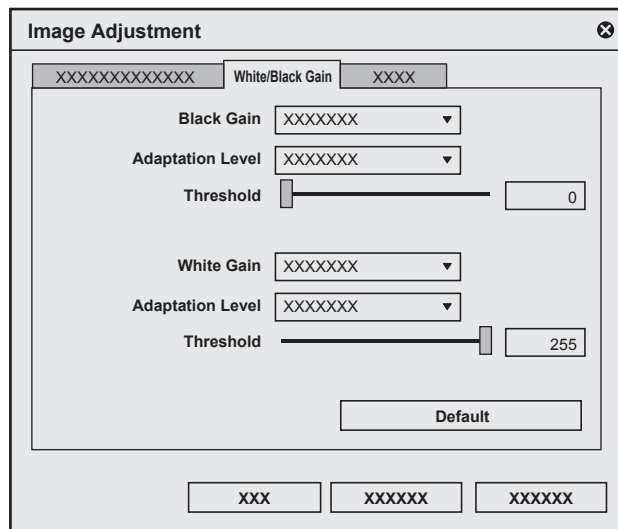 Image Adjustment
XXXXXXXXXXXXX White/Black Gain XXXX
Black Gain XXXXXXX
Adaptation Level XXXXXXX
Threshold 0
White Gain XXXXXXX
Adaptation Level XXXXXXX
Threshold 255
Default
XXX XXXXXX XXXXXX